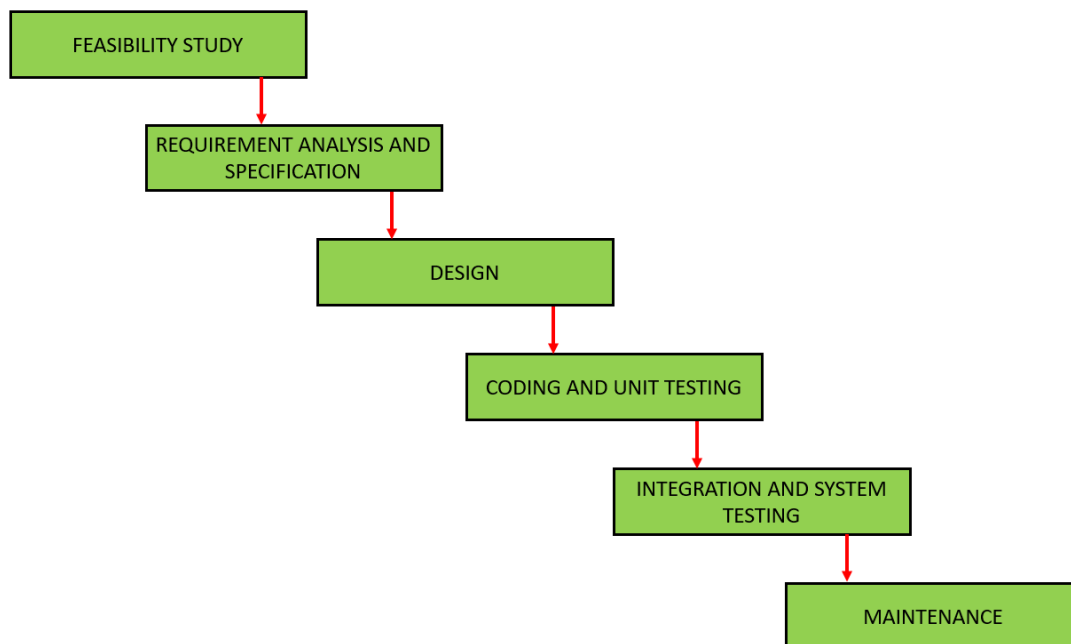 FEASIBILITY STUDY
REQUIREMENT ANALYSIS AND
SPECIFICATION
DESIGN
CODING AND UNIT TESTING
INTEGRATION AND SYSTEM
TESTING
MAINTENANCE